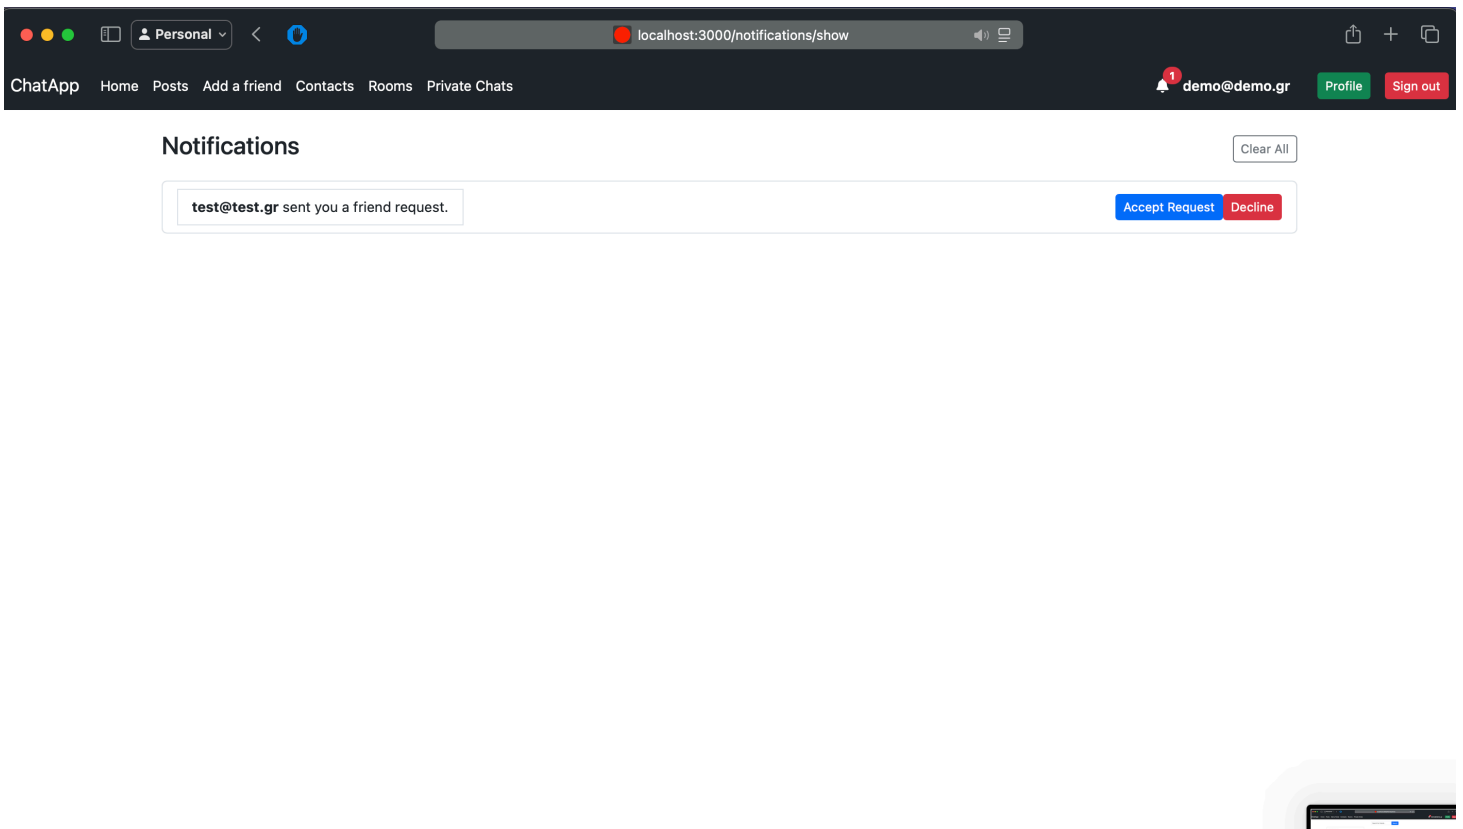 Personal
localhost:3000/notifications/show
ChatApp Home Posts Add a friend Contacts Rooms Private Chats 1 demo@demo.gr Profile Sign out
Notifications
Clear All
test@test.gr sent you a friend request. Accept Request Decline